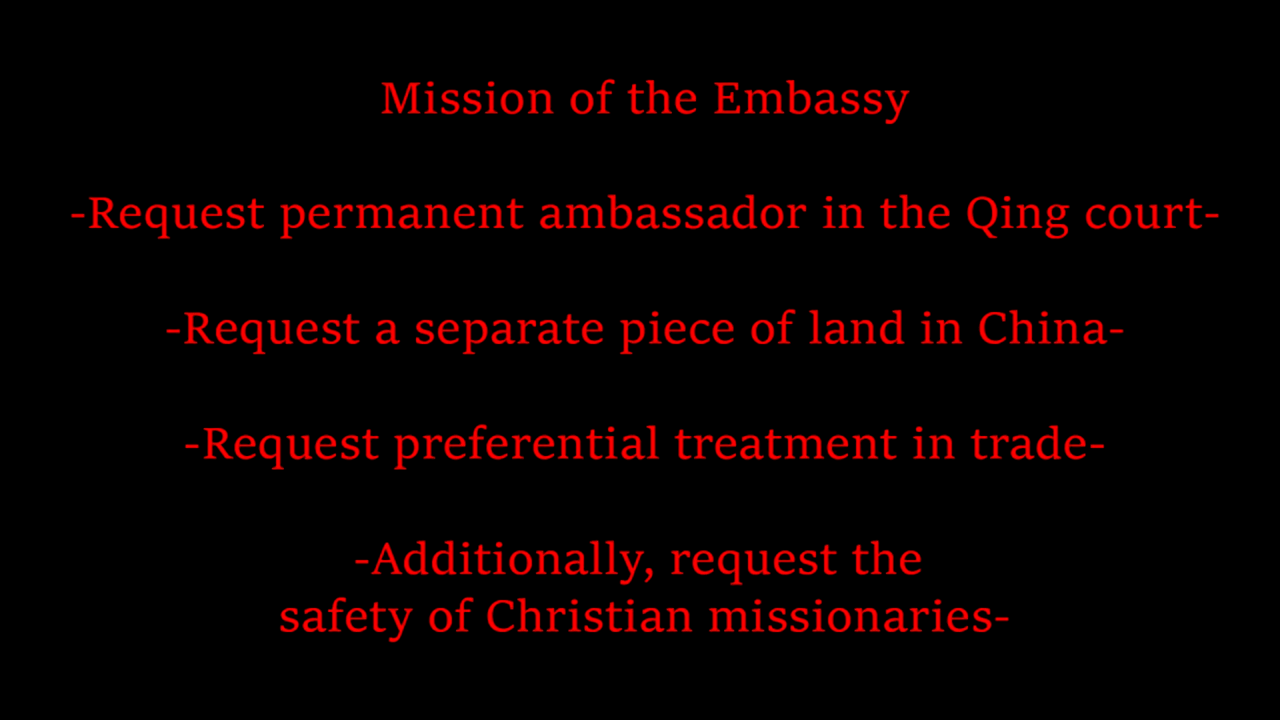 Mission of the Embassy
-Request permanent ambassador in the Qing court-
-Request a separate piece of land in China-
-Request preferential treatment in trade-
-Additionally, request the
safety of Christian missionaries-